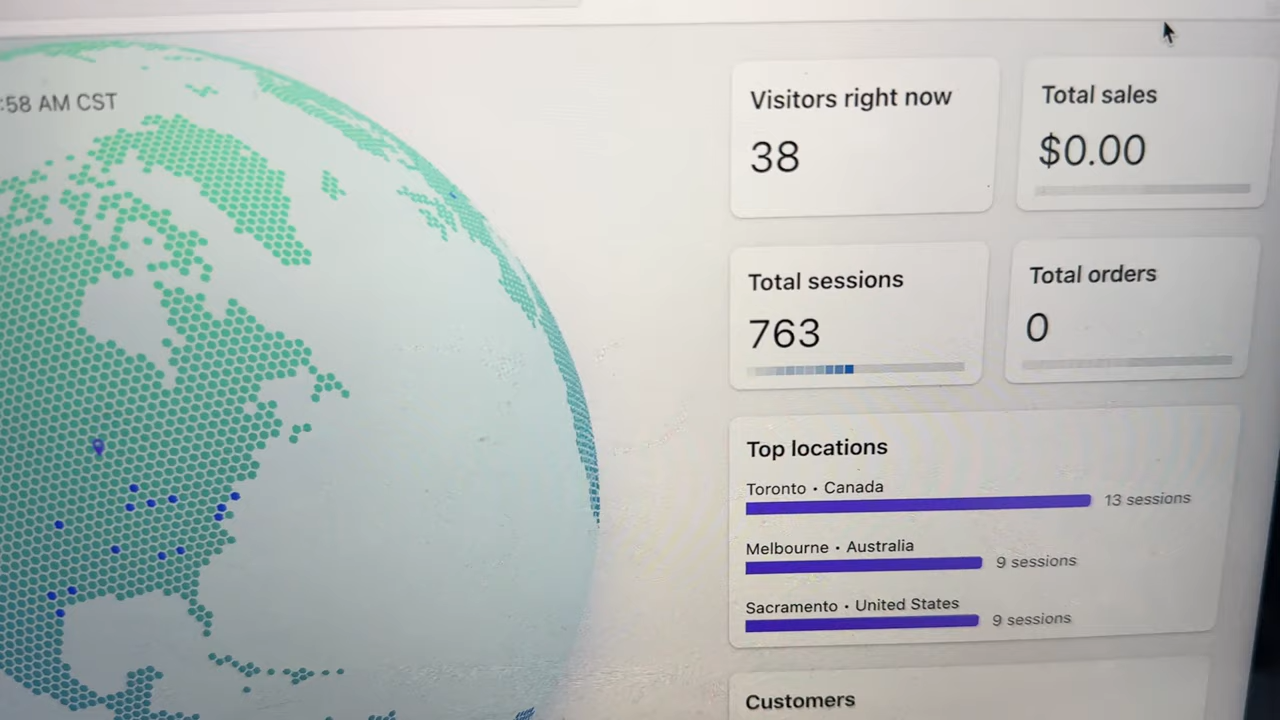 :58 AM CST
Visitors right now
38
Total sales
$0.00
Total sessions
763
Total orders
0
Top locations
Toronto • Canada
13 sessions
Melbourne • Australia
9 sessions
Sacramento • United States
9 sessions
Customers